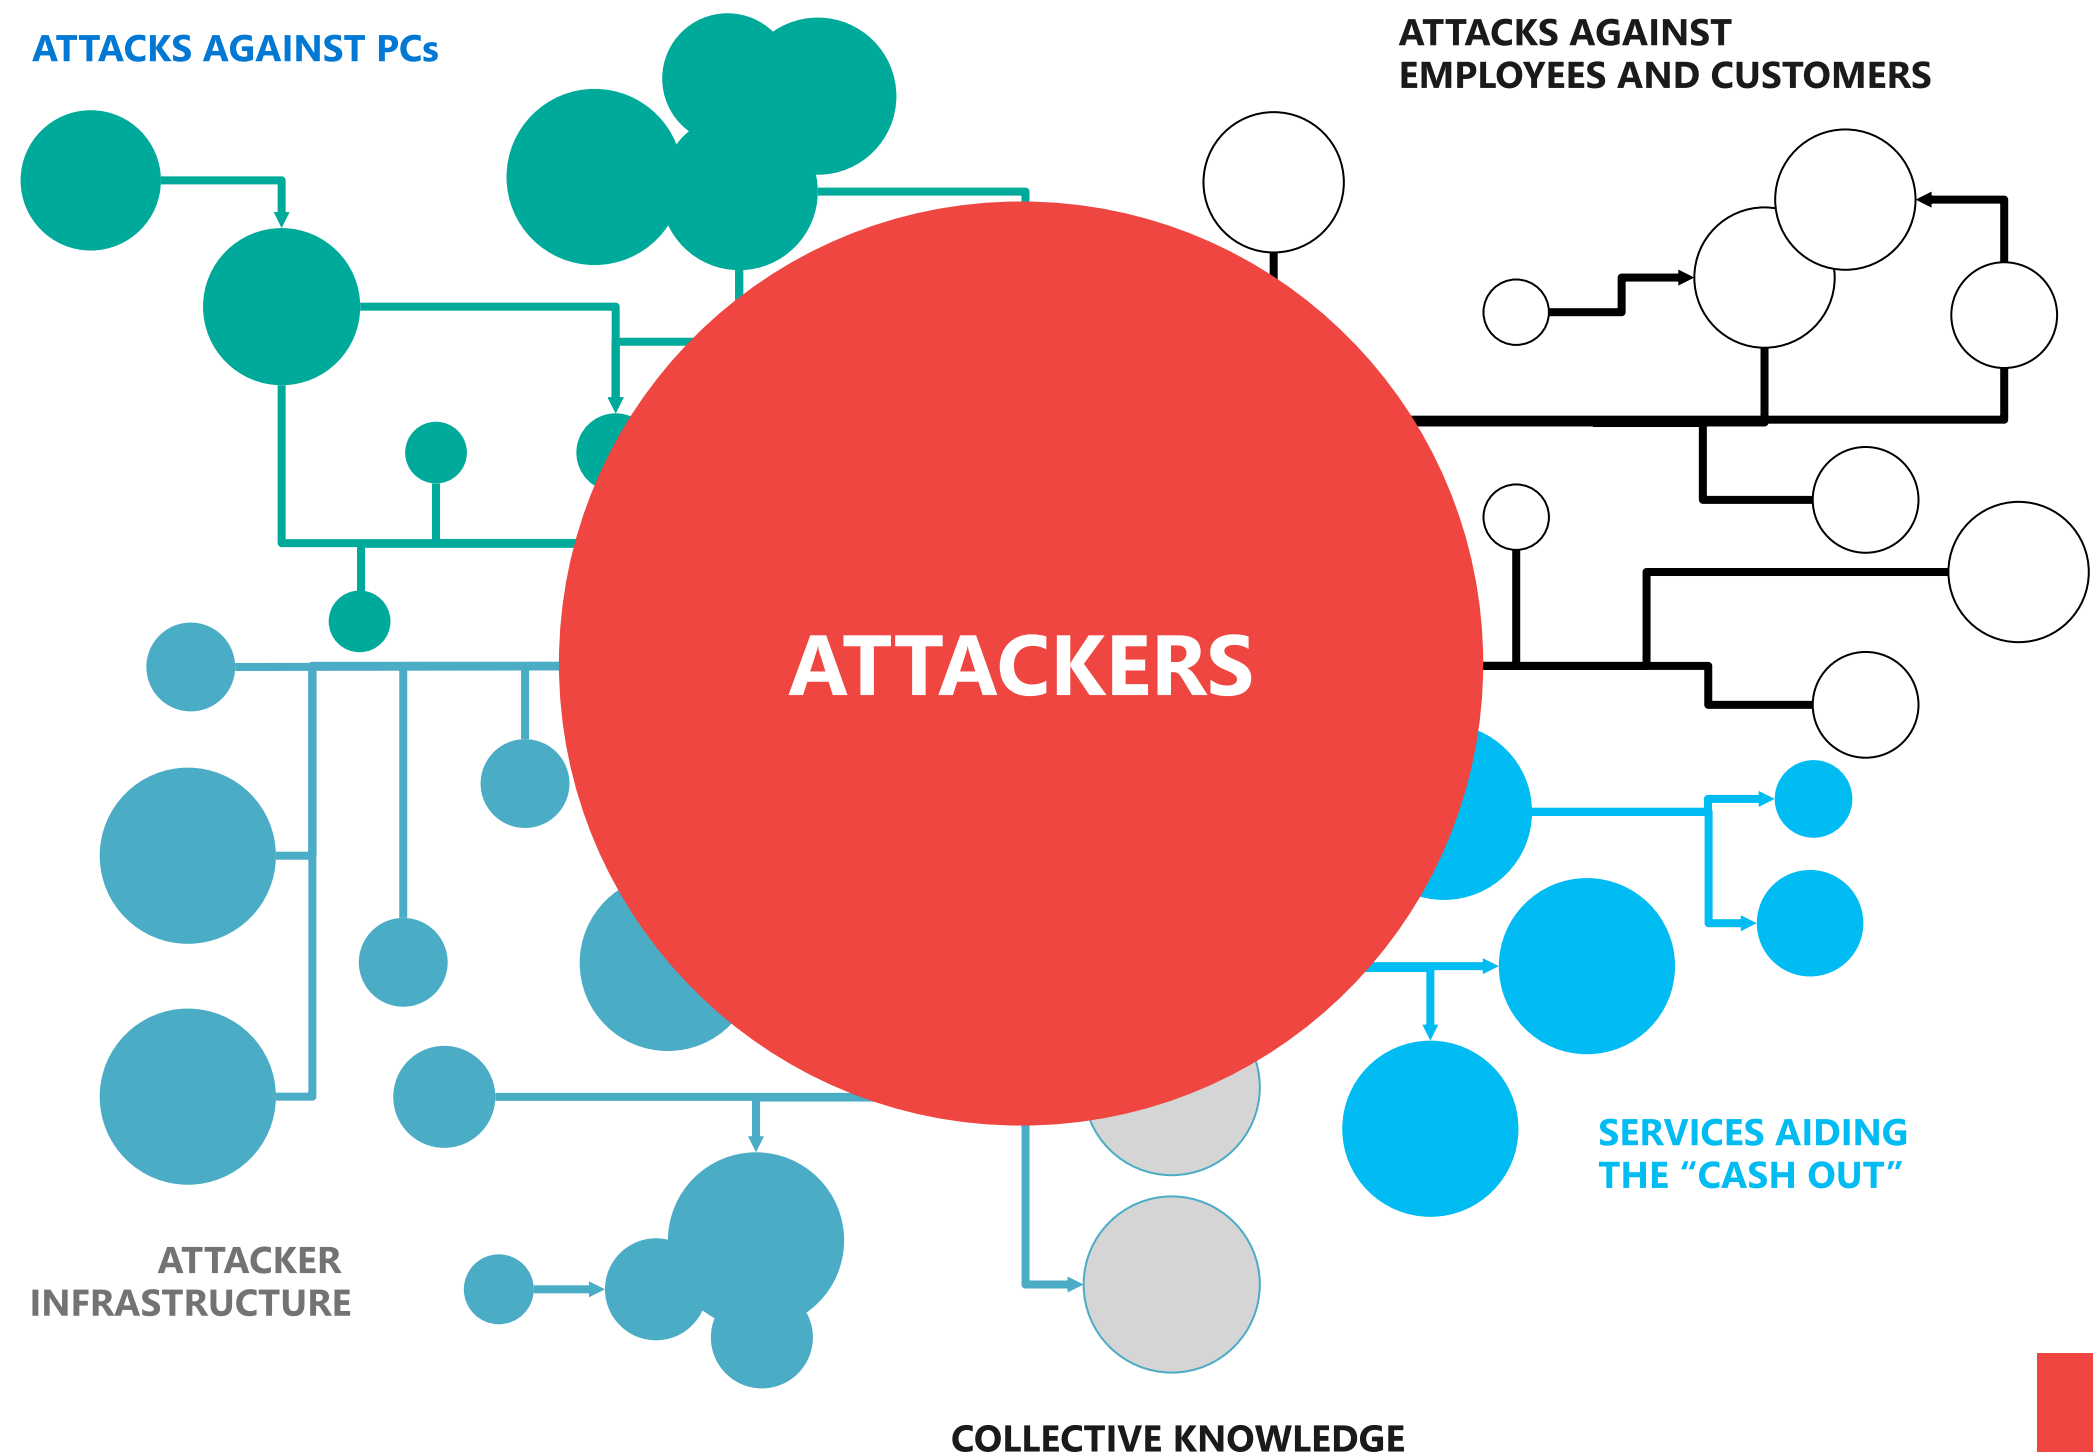 ATTACKS AGAINST PCs
ATTACKS AGAINST
EMPLOYEES AND CUSTOMERS
ATTACKERS
SERVICES AIDING
THE “CASH OUT”
ATTACKER
INFRASTRUCTURE
COLLECTIVE KNOWLEDGE